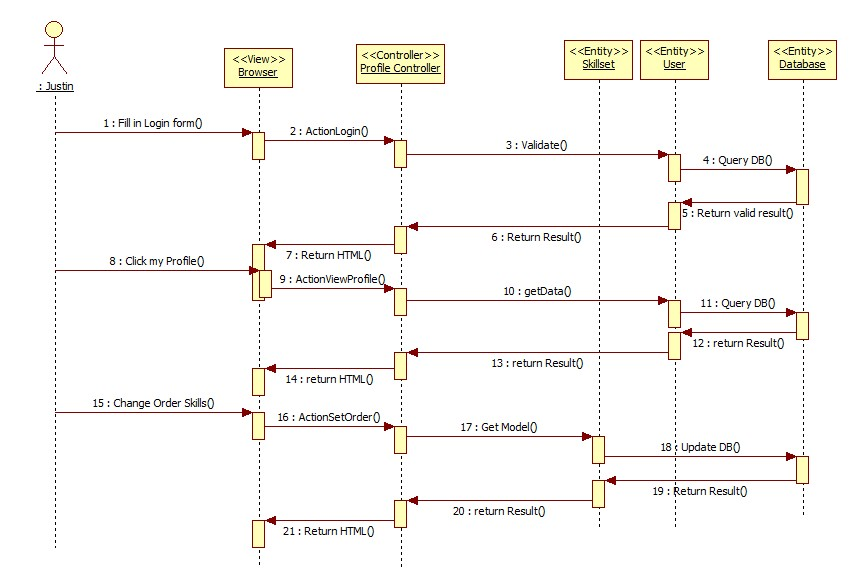 : Justin
<<View>>
Browser
<<Controller>>
Profile Controller
<<Entity>>
Skillset
<<Entity>>
User
<<Entity>>
Database
1 : Fill in Login form()
2 : ActionLogin()
3 : Validate()
4 : Query DB()
5 : Return valid result()
6 : Return Result()
7 : Return HTML()
8 : Click my Profile()
9 : ActionViewProfile()
10 : getData()
11 : Query DB()
12 : return Result()
13 : return Result()
14 : return HTML()
15 : Change Order Skills()
16 : ActionSetOrder()
17 : Get Model()
18 : Update DB()
19 : Return Result()
20 : return Result()
21 : Return HTML()